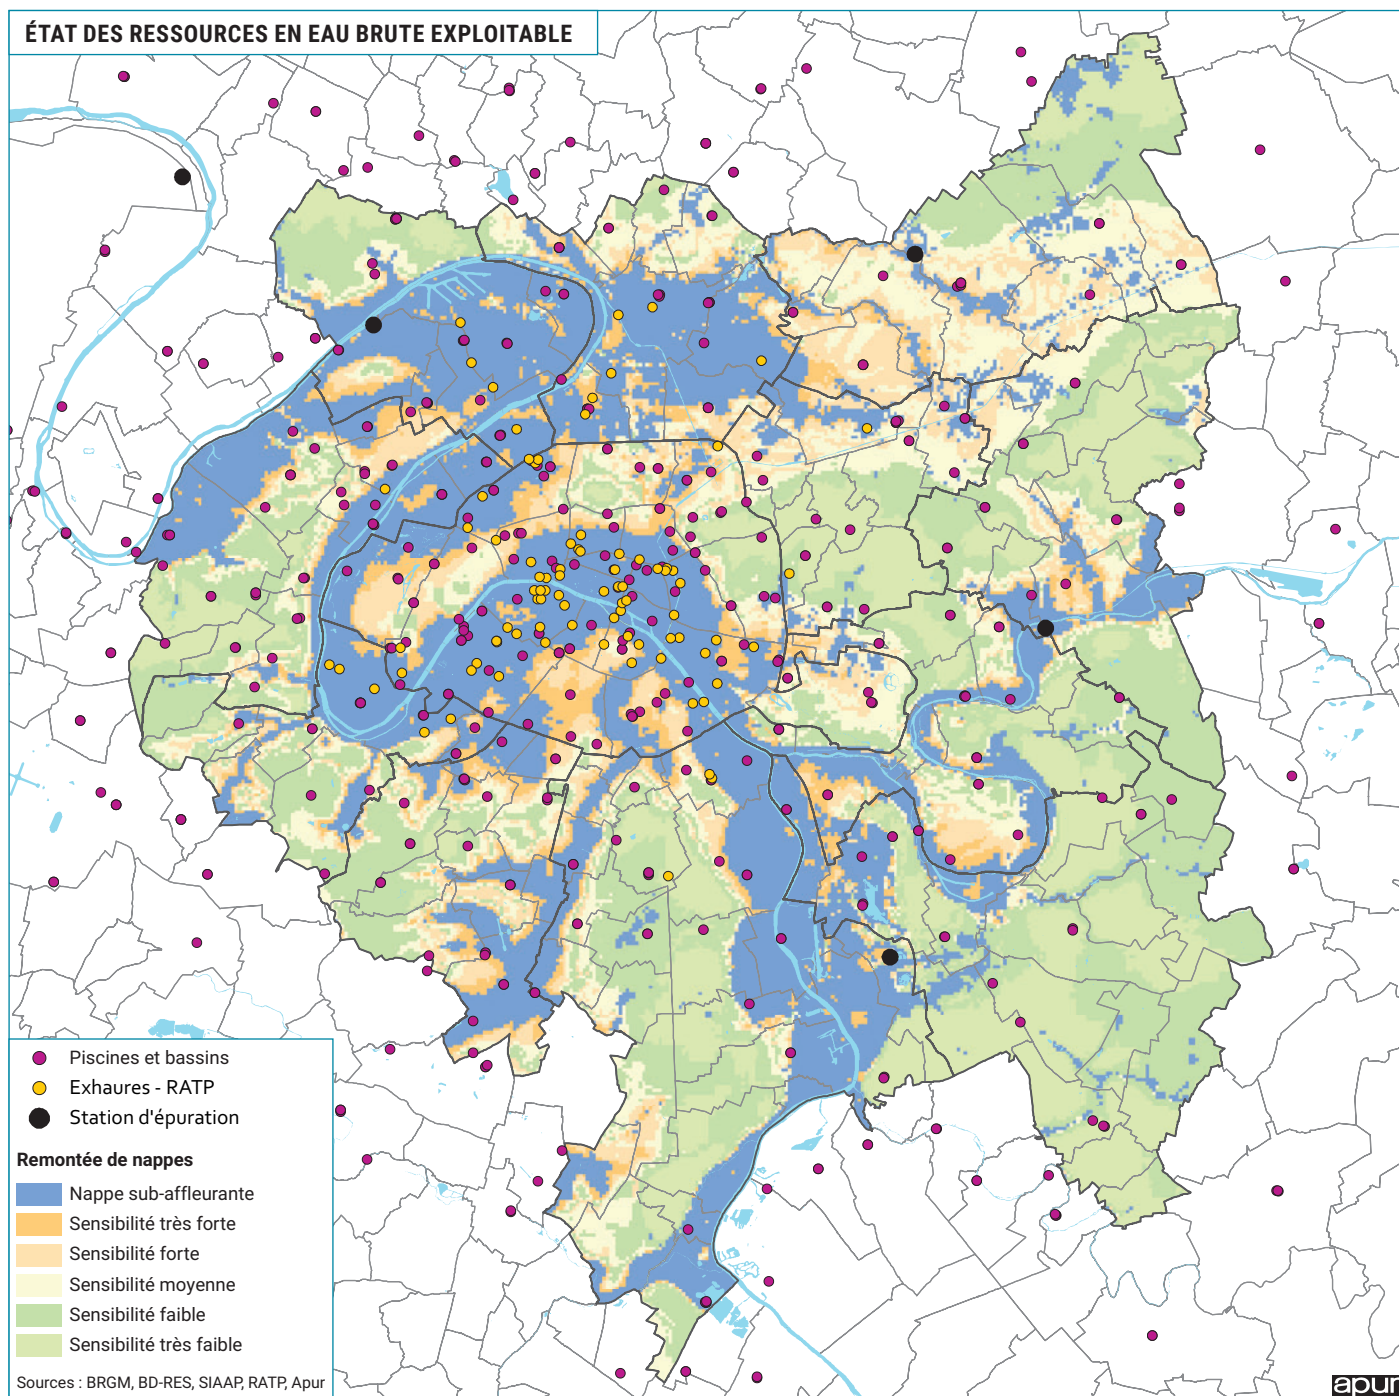 ÉTAT DES RESSOURCES EN EAU BRUTE EXPLOITABLE
Piscines et bassins
Exhaures - RATP
Station d'épuration
Remontée de nappes
Nappe sub-affleurante
Sensibilité très forte
Sensibilité forte
Sensibilité moyenne
Sensibilité faible
Sensibilité très faible
Sources : BRGM, BD-RES, SIAAP, RATP, Apur
apur